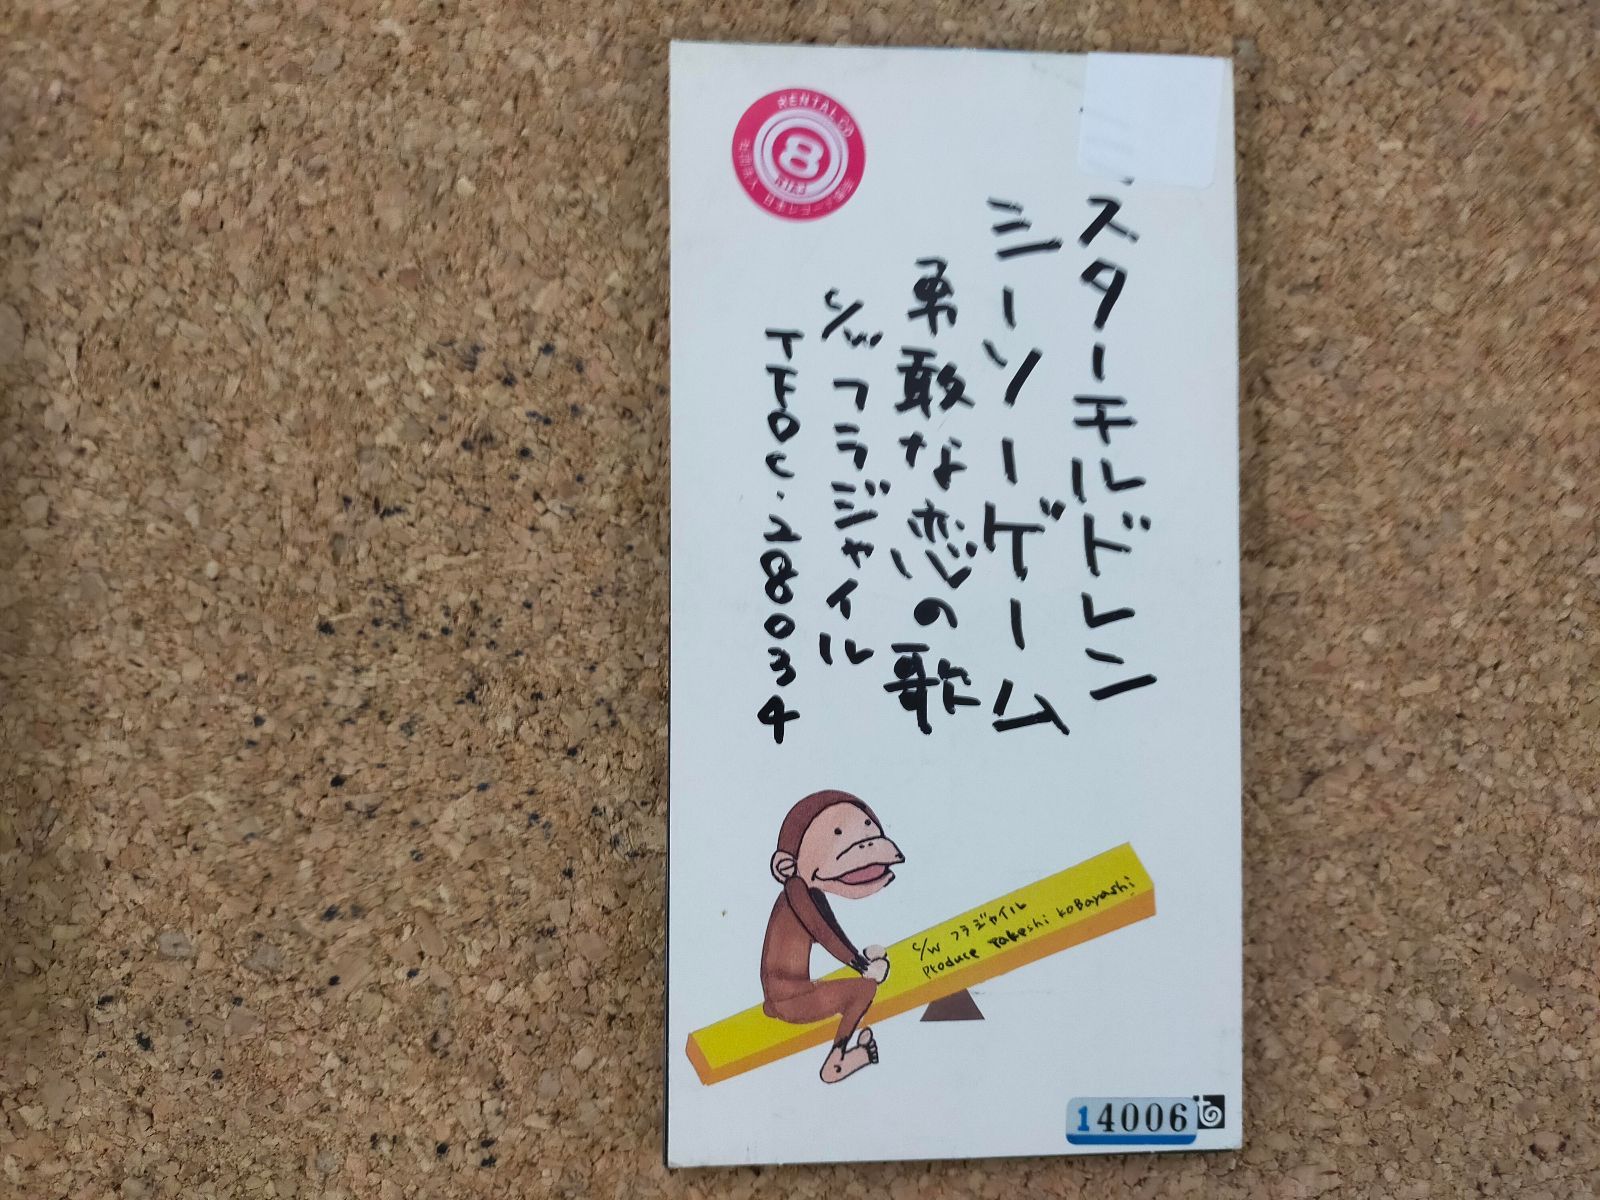 スターチルドレン
シーソーゲーム
勇敢な恋の歌
c/w フラジャイル
TFDC・28034
RENTAL CD
8
c/w フラジャイル
Produce Takeshi Kobayashi
14006